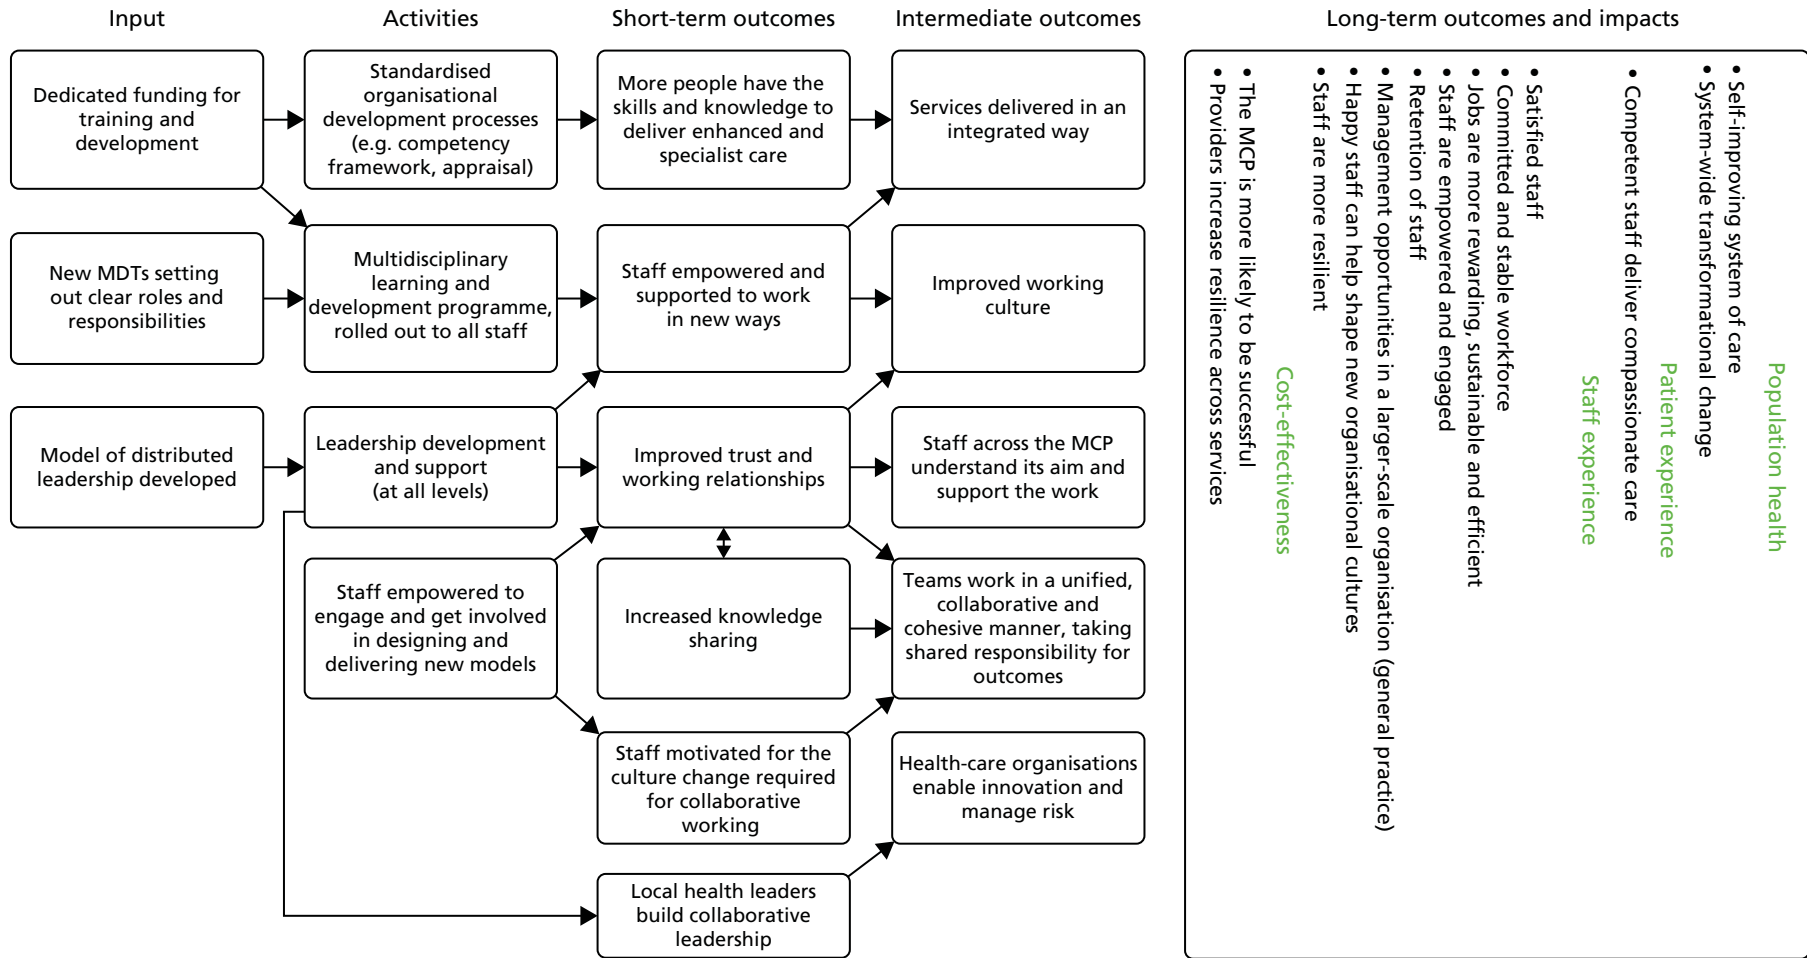 Input
Activities
Short-term outcomes
Intermediate outcomes
Long-term outcomes and impacts
Dedicated funding for
training and
development
New MDTs setting
out clear roles and
responsibilities
Model of distributed
leadership developed
Standardised
organisational
development processes
(e.g. competency
framework, appraisal)
Multidisciplinary
learning and
development programme,
rolled out to all staff
Leadership development
and support
(at all levels)
Staff empowered to
engage and get involved
in designing and
delivering new models
More people have the
skills and knowledge to
deliver enhanced and
specialist care
Staff empowered and
supported to work
in new ways
Improved trust and
working relationships
Increased knowledge
sharing
Staff motivated for the
culture change required
for collaborative
working
Local health leaders
build collaborative
leadership
Services delivered in an
integrated way
Improved working
culture
Staff across the MCP
understand its aim and
support the work
Teams work in a unified,
collaborative and
cohesive manner, taking
shared responsibility for
outcomes
Health-care organisations
enable innovation and
manage risk
Population health
• Self-improving system of care
• System-wide transformational change
Patient experience
• Competent staff deliver compassionate care
Staff experience
• Satisfied staff
• Committed and stable workforce
• Jobs are more rewarding, sustainable and efficient
• Staff are empowered and engaged
• Retention of staff
• Management opportunities in a larger-scale organisation (general practice)
• Happy staff can help shape new organisational cultures
• Staff are more resilient
Cost-effectiveness
• The MCP is more likely to be successful
• Providers increase resilience across services